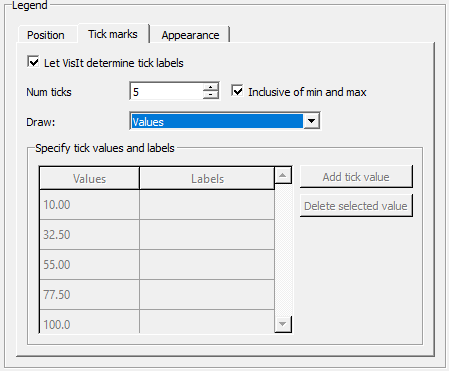 Legend
Position Tick marks Appearance
Let VisIt determine tick labels
Num ticks 5 Inclusive of min and max
Draw: Values
Specify tick values and labels
Values Labels
Add tick value
10.00
Delete selected value
32.50
55.00
77.50
100.0